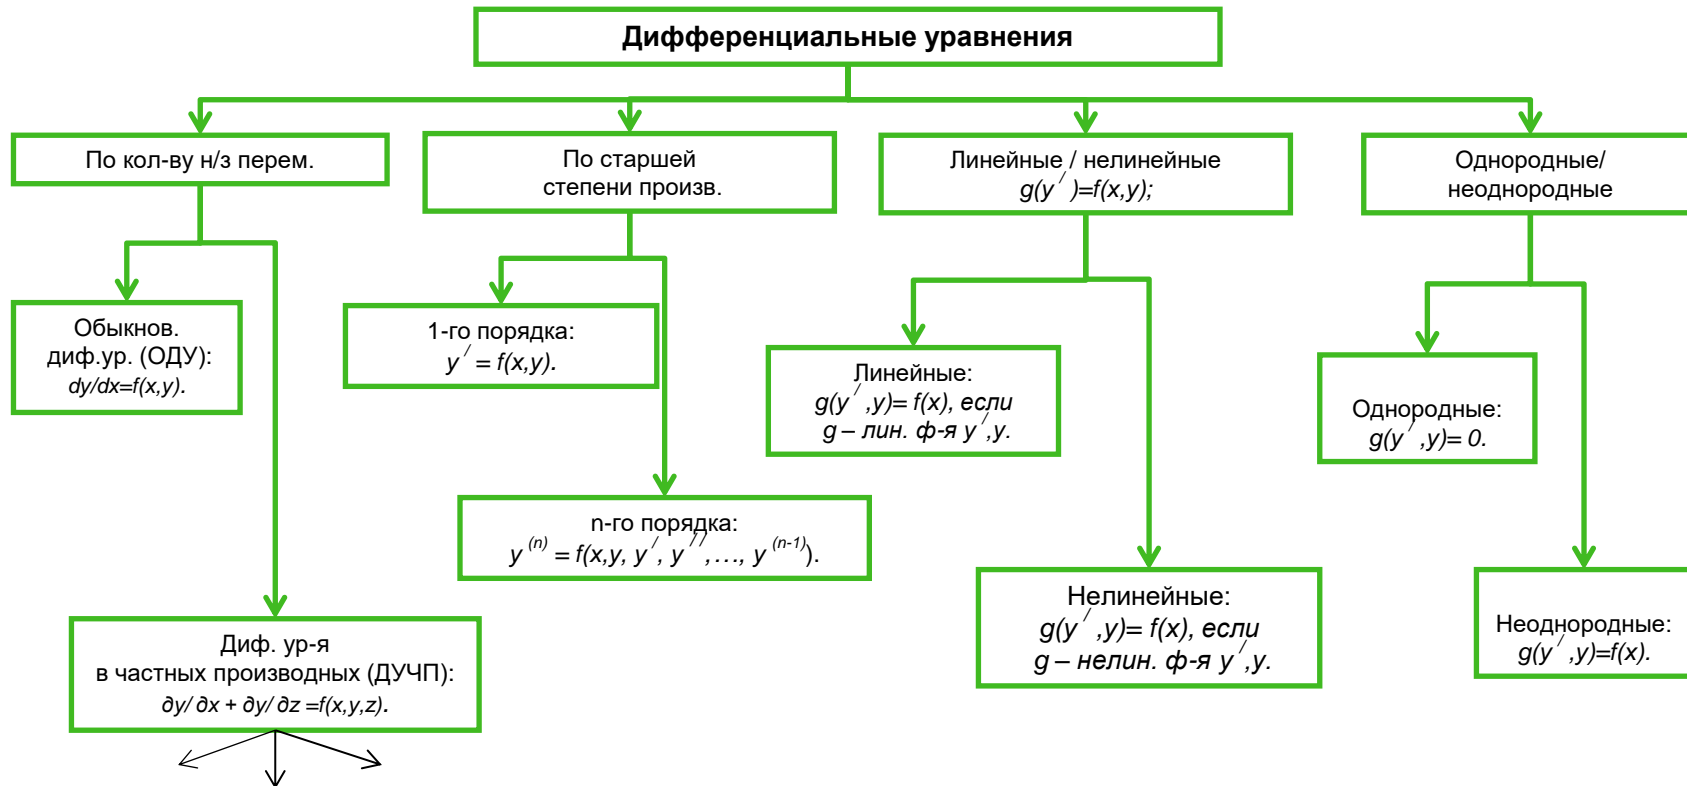 Дифференциальные уравнения
По кол-ву н/з перем.
По старшей
степени произв.
Линейные / нелинейные
g(y / )=f(x,y);
Однородные/
неоднородные
Обыкнов.
диф.ур. (ОДУ):
dy/dx=f(x,y).
1-го порядка:
y / = f(x,y).
Линейные:
g(y / ,y)= f(x), если
g – лин. ф-я y /,y.
Однородные:
g(y / ,y)= 0.
n-го порядка:
y (n) = f(x,y, y /, y //,…, y (n-1)).
Нелинейные:
g(y / ,y)= f(x), если
g – нелин. ф-я y /,y.
Неоднородные:
g(y / ,y)=f(x).
Диф. ур-я
в частных производных (ДУЧП):
∂y/ ∂x + ∂y/ ∂z =f(x,y,z).